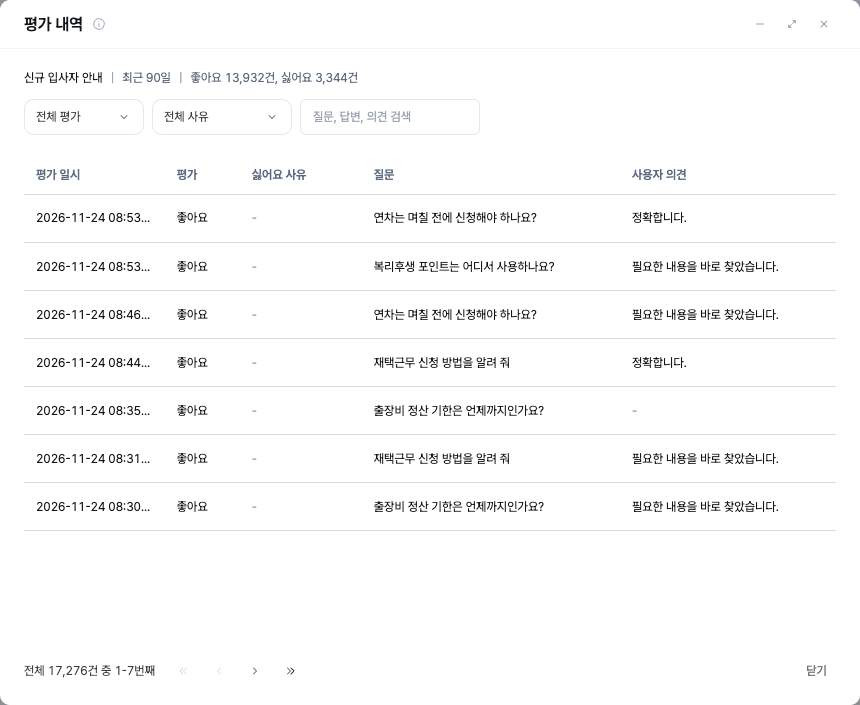 평가 내역
신규 입사자 안내 | 최근 90일 | 좋아요 13,932건, 싫어요 3,344건
전체 평가 전체 사유 질문, 답변, 의견 검색
평가 일시 평가 싫어요 사유 질문 사용자 의견
2026-11-24 08:53... 좋아요 - 연차는 며칠 전에 신청해야 하나요? 정확합니다.
2026-11-24 08:53... 좋아요 - 복리후생 포인트는 어디서 사용하나요? 필요한 내용을 바로 찾았습니다.
2026-11-24 08:46... 좋아요 - 연차는 며칠 전에 신청해야 하나요? 필요한 내용을 바로 찾았습니다.
2026-11-24 08:44... 좋아요 - 재택근무 신청 방법을 알려 줘 정확합니다.
2026-11-24 08:35... 좋아요 - 출장비 정산 기한은 언제까지인가요? -
2026-11-24 08:31... 좋아요 - 재택근무 신청 방법을 알려 줘 필요한 내용을 바로 찾았습니다.
2026-11-24 08:30... 좋아요 - 출장비 정산 기한은 언제까지인가요? 필요한 내용을 바로 찾았습니다.
전체 17,276건 중 1-7번째 닫기